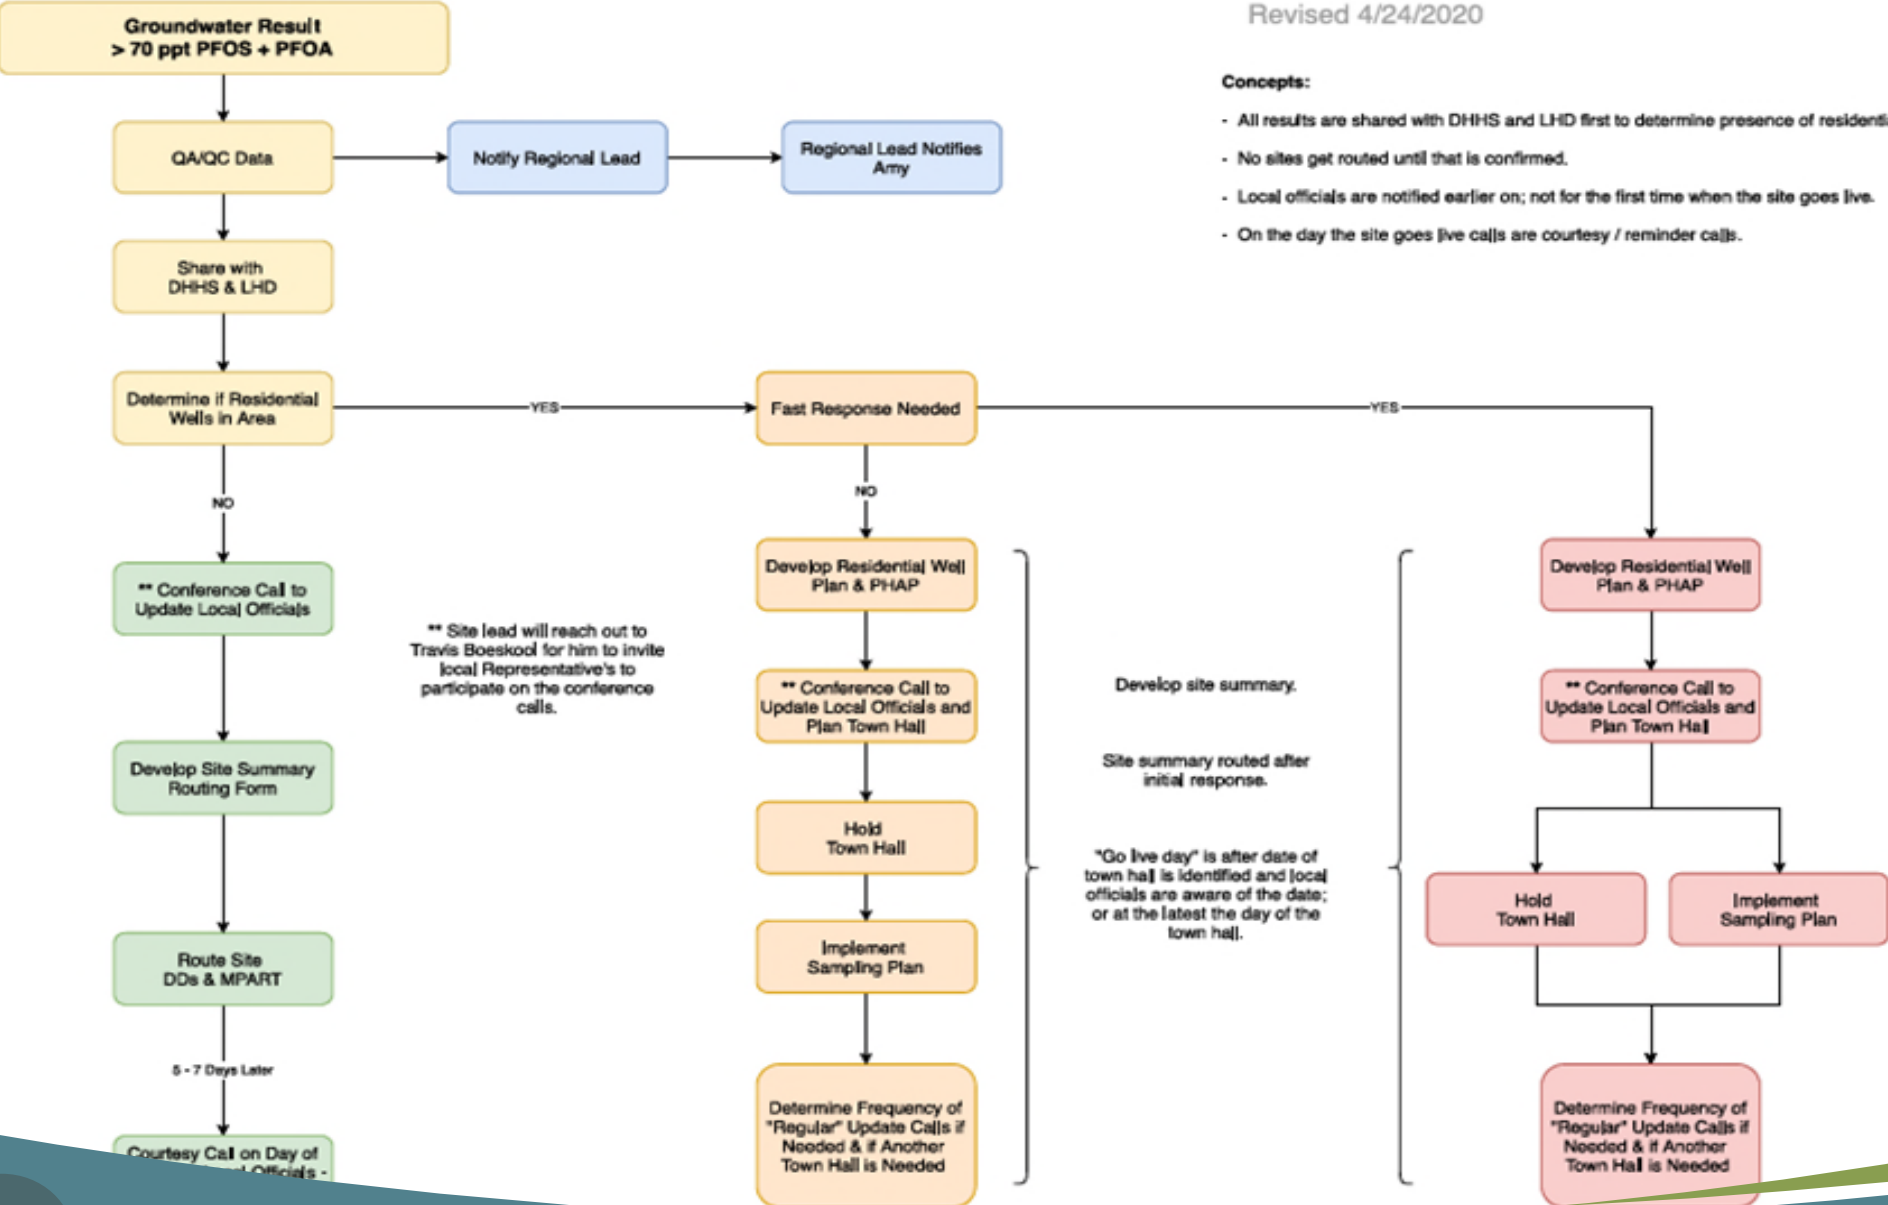 Groundwater Result
> 70 ppt PFOS + PFOA
Revised 4/24/2020
Concepts:
- All results are shared with DHHS and LHD first to determine presence of
- No sites get routed until that is confirmed.
- Local officials are notified earlier on; not for the first time when the site goes live.
- On the day the site goes live calls are courtesy / reminder calls.
QA/QC Data
Notify Regional Lead
Regional Lead Notifies
Amy
Share with
DHHS & LHD
Determine if Residential
Wells in Area
YES
Fast Response Needed
YES
NO
NO
** Conference Call to
Update Local Officials
** Site lead will reach out to
Travis Boeskool for him to invite
local Representative's to
participate on the conference
calls.
Develop Site Summary
Routing Form
Route Site
DDs & MPART
5 - 7 Days Later
Courtesy Call on Day of
Officials -
Develop Residential Well
Plan & PHAP
** Conference Call to
Update Local Officials and
Plan Town Hall
Hold
Town Hall
Implement
Sampling Plan
Determine Frequency of
"Regular" Update Calls if
Needed & if Another
Town Hall is Needed
Develop site summary.
Site summary routed after
initial response.
"Go live day" is after date of
town hall is identified and local
officials are aware of the date;
or at the latest the day of the
town hall.
Develop Residential Well
Plan & PHAP
** Conference Call to
Update Local Officials and
Plan Town Hall
Hold
Town Hall
Implement
Sampling Plan
Determine Frequency of
"Regular" Update Calls if
Needed & if Another
Town Hall is Needed